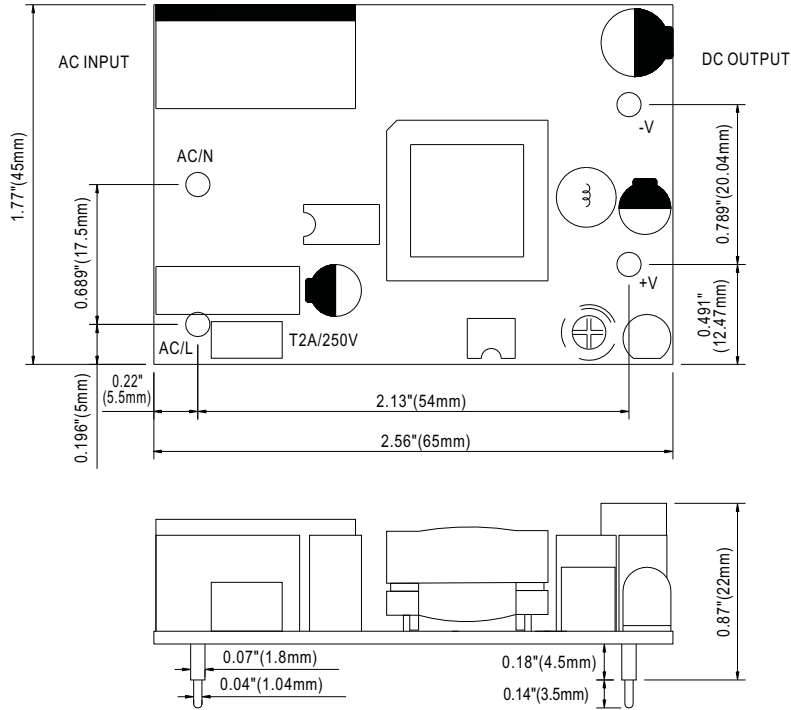 AC INPUT
DC OUTPUT
-V
AC/N
1.77"(45mm)
0.689"(17.5mm)
0.789"(20.04mm)
+V
0.491"
(12.47mm)
T2A/250V
AC/L
0.22"
(5.5mm)
0.196"(5mm)
2.13"(54mm)
2.56"(65mm)
0.87"(22mm)
0.07"(1.8mm)
0.18"(4.5mm)
0.04"(1.04mm)
0.14"(3.5mm)